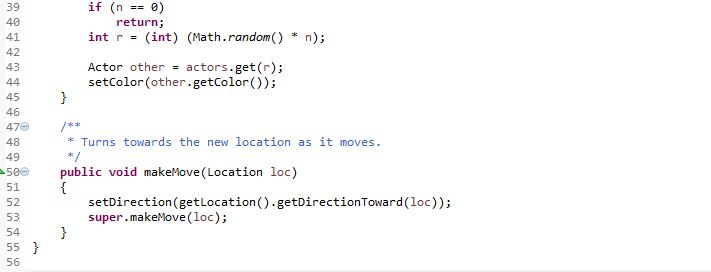 39 if (n == 0)
40 return;
41 int r = (int) (Math.random() * n);
42
43 Actor other = actors.get(r);
44 setColor(other.getColor());
45 }
46
47 /**
48 * Turns towards the new location as it moves.
49 */
50 public void makeMove(Location loc)
51 {
52 setDirection(getLocation().getDirectionToward(loc));
53 super.makeMove(loc);
54 }
55 }
56